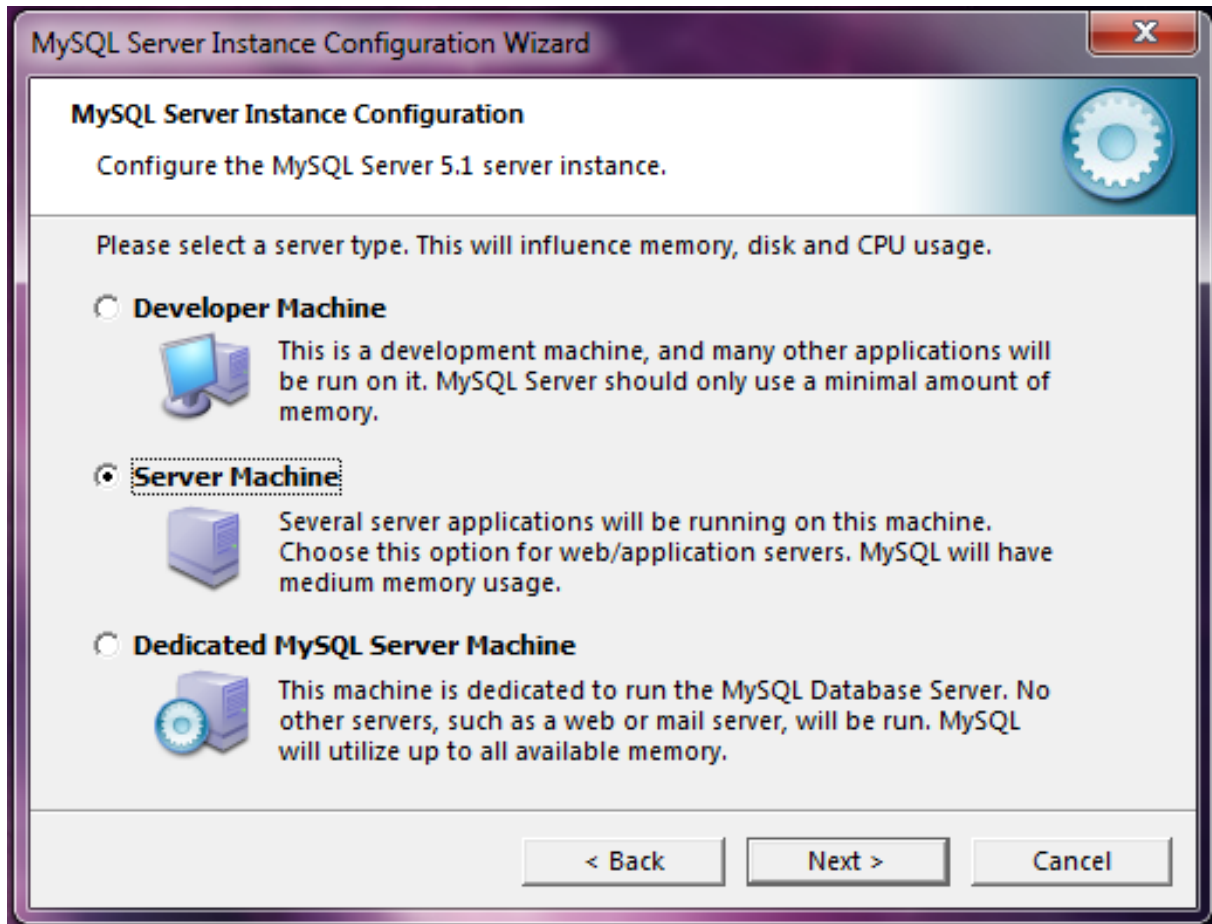 MySQL Server Instance Configuration Wizard
MySQL Server Instance Configuration
Configure the MySQL Server 5.1 server instance.
Please select a server type. This will influence memory, disk and CPU usage.
Developer Machine
This is a development machine, and many other applications will
be run on it. MySQL Server should only use a minimal amount of
memory.
Server Machine
Several server applications will be running on this machine.
Choose this option for web/application servers. MySQL will have
medium memory usage.
Dedicated MySQL Server Machine
This machine is dedicated to run the MySQL Database Server. No
other servers, such as a web or mail server, will be run. MySQL
will utilize up to all available memory.
< Back Next > Cancel